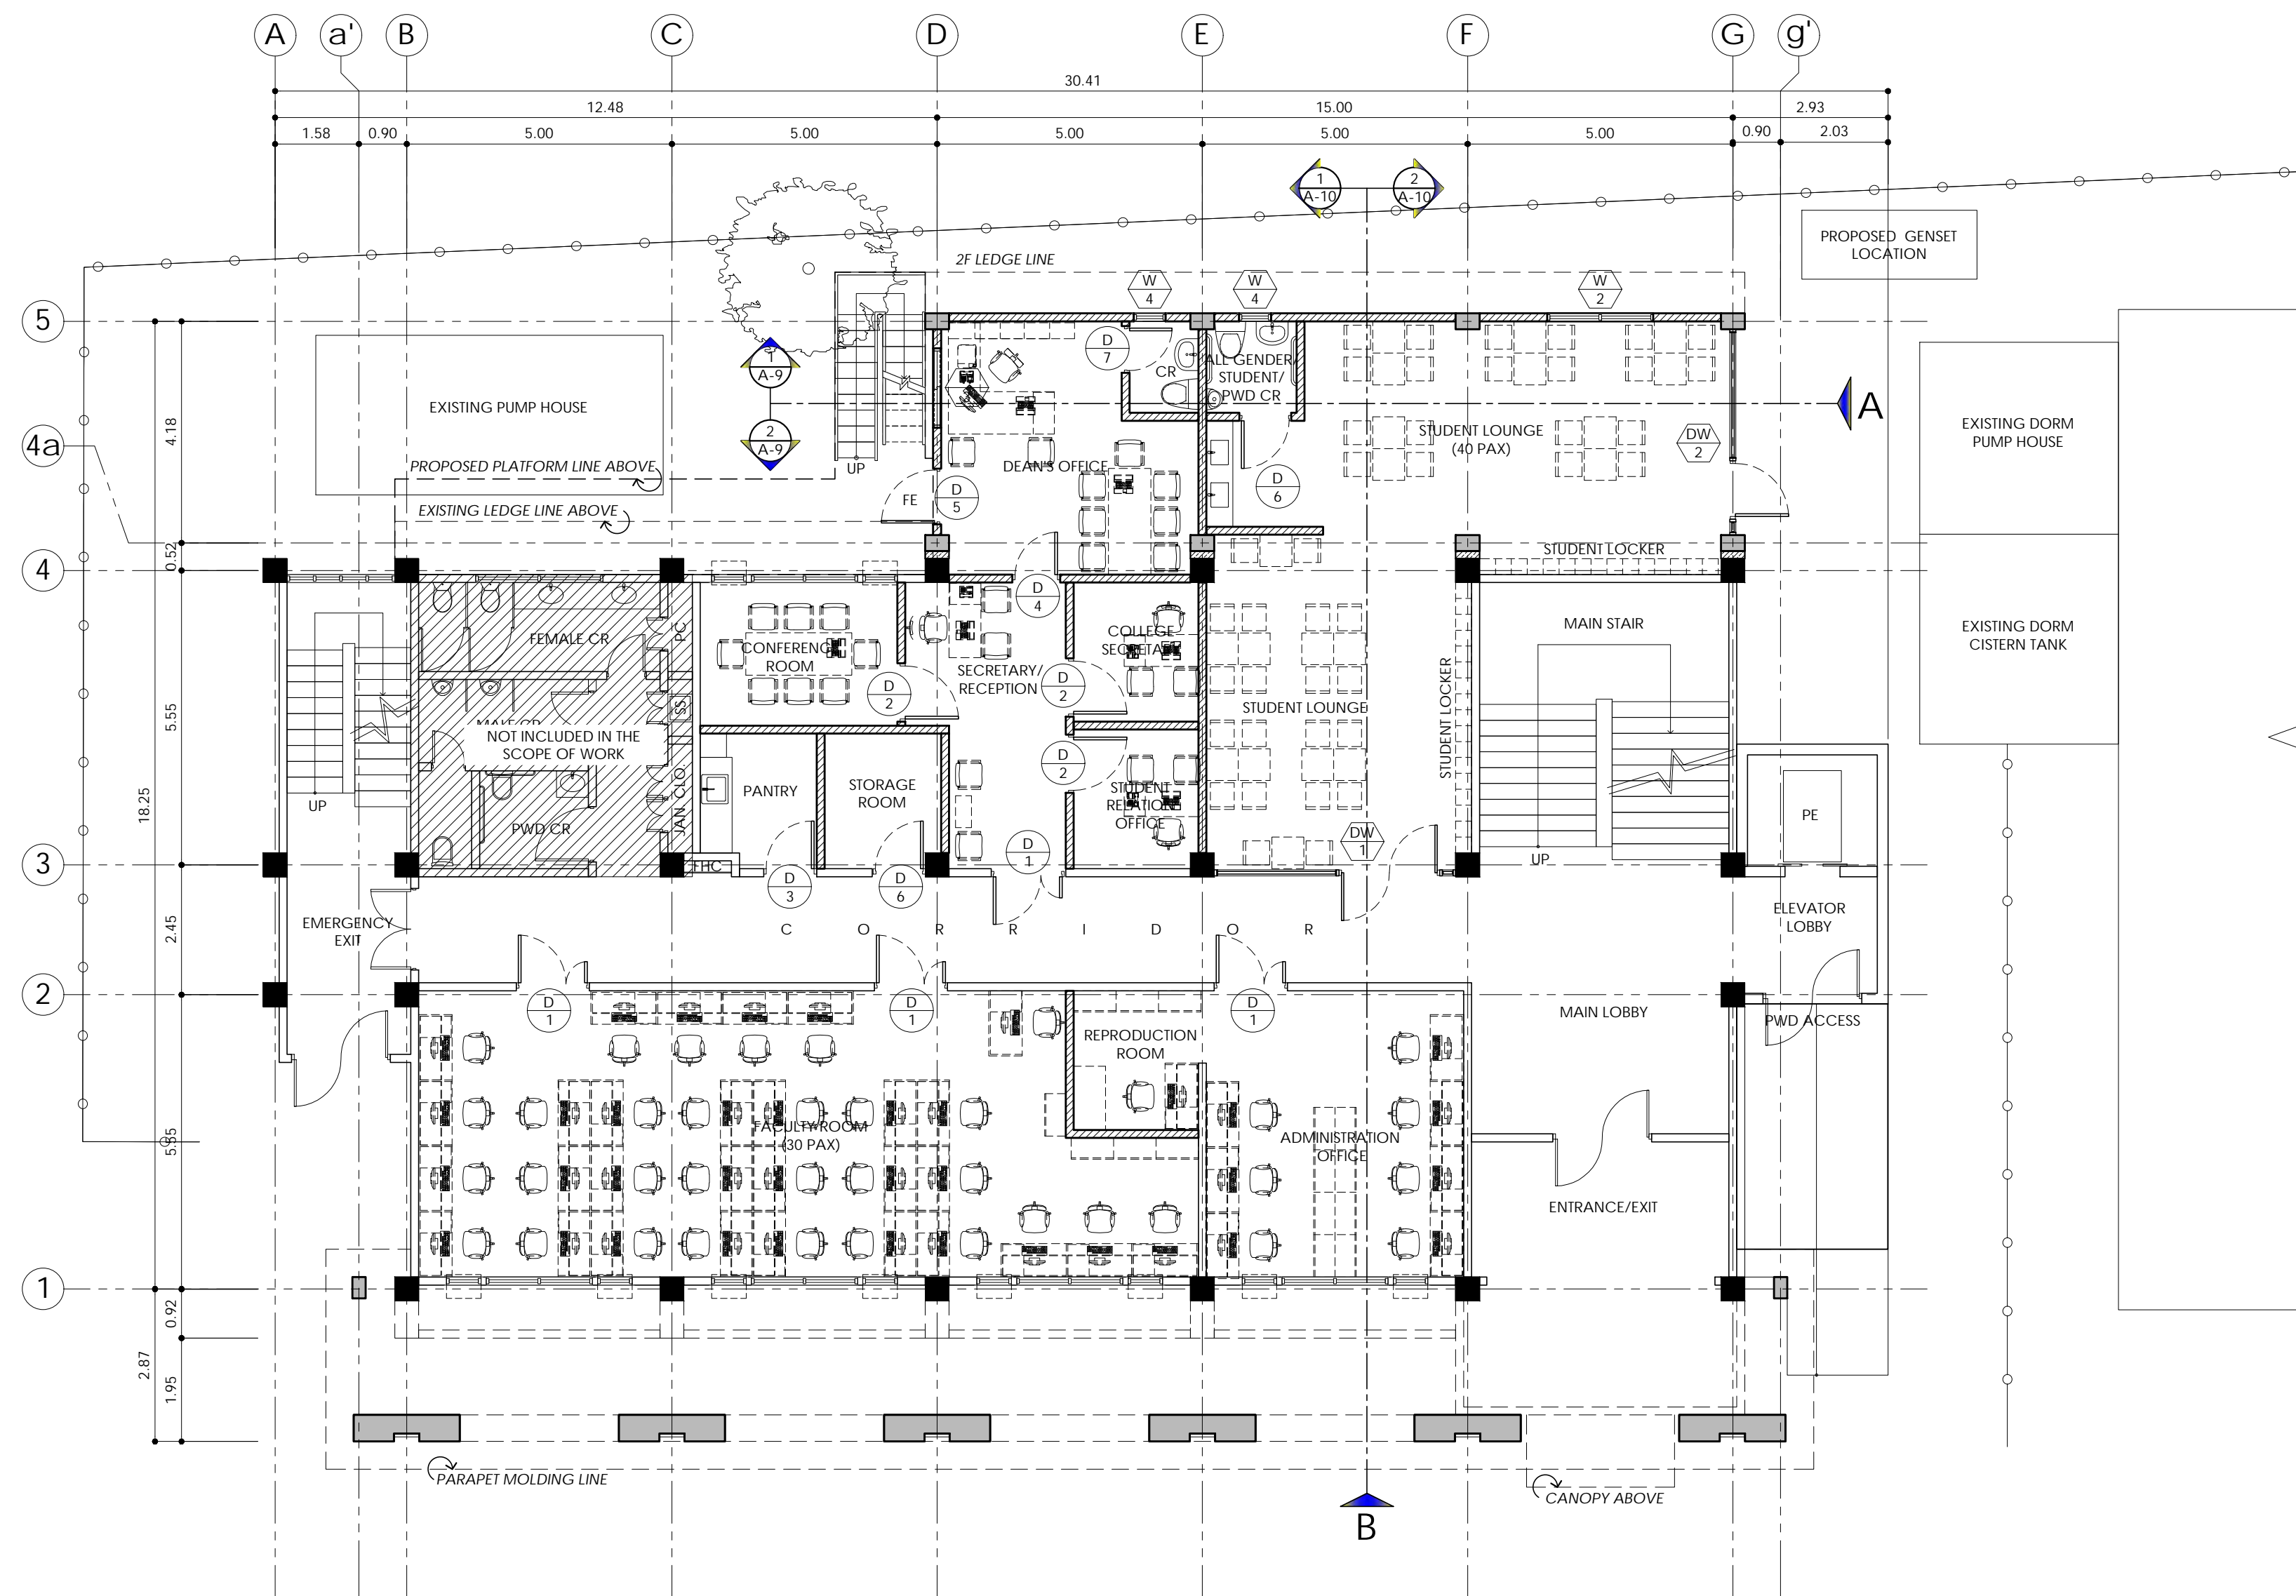 A a' B C D E F G g'
30.41
12.48 15.00 2.93
1.58 0.90 5.00 5.00 5.00 5.00 5.00 0.90 2.03
1
A-10
2
A-10
PROPOSED GENSET
LOCATION
2F LEDGE LINE
W
4
W
4
W
2
5
D
7
1
A-9
CR
ALL GENDER/
STUDENT/
PWD CR
EXISTING PUMP HOUSE
A
4.18
4a
2
A-9
STUDENT LOUNGE
(40 PAX)
DW
2
EXISTING DORM
PUMP HOUSE
PROPOSED PLATFORM LINE ABOVE
UP
DEAN'S OFFICE
FE
D
5
D
6
EXISTING LEDGE LINE ABOVE
0.52
STUDENT LOCKER
4
D
4
FEMALE CR
PC
CONFERENCE
ROOM
SECRETARY/
RECEPTION
COLLEGE
SECRETARY
MAIN STAIR
EXISTING DORM
CISTERN TANK
D
2
D
2
SS
STUDENT LOUNGE
STUDENT LOCKER
5.55
MALE CR
NOT INCLUDED IN THE
SCOPE OF WORK
D
2
18.25
UP
JAN CLO.
PANTRY
STORAGE
ROOM
STUDENT
RELATION
OFFICE
PE
PWD CR
DW
1
D
1
UP
3
FHC
D
3
D
6
ELEVATOR
LOBBY
EMERGENCY
EXIT
2.45
C O R R I D O R
2
D
1
D
1
D
1
MAIN LOBBY
PWD ACCESS
REPRODUCTION
ROOM
FACULTY ROOM
(30 PAX)
ADMINISTRATION
OFFICE
5.55
ENTRANCE/EXIT
1
0.92
2.87
1.95
PARAPET MOLDING LINE
CANOPY ABOVE
B